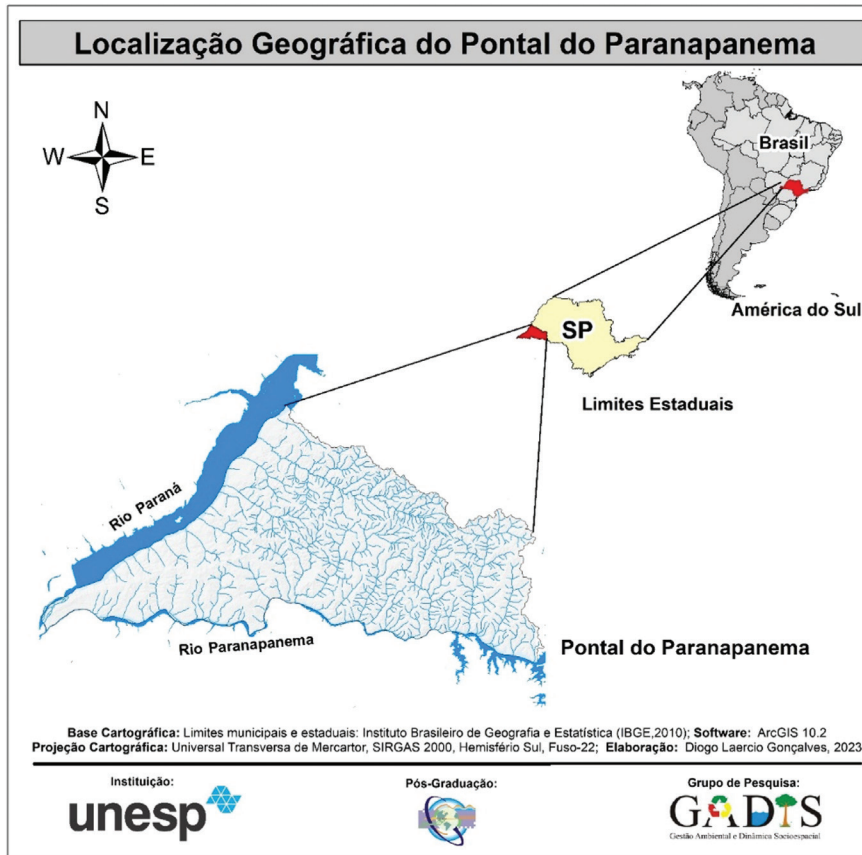 Localização Geográfica do Pontal do Paranapanema
N
W
E
S
Brasil
América do Sul
SP
Limites Estaduais
Rio Paraná
Rio Paranapanema
Pontal do Paranapanema
Base Cartográfica: Limites municipais e estaduais: Instituto Brasileiro de Geografia e Estatística (IBGE,2010); Software: ArcGIS 10.2
Projeção Cartográfica: Universal Transversa de Mercartor, SIRGAS 2000, Hemisfério Sul, Fuso-22; Elaboração: Diogo Laercio Gonçalves, 2023
Instituição:
unesp
Pós-Graduação:
Grupo de Pesquisa:
GADIS
Gestão Ambiental e Dinâmica Socioespacial